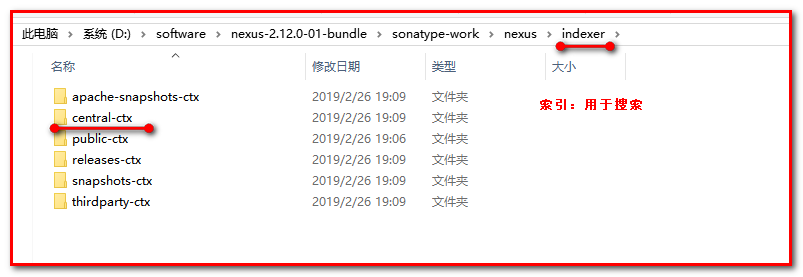 此电脑 › 系统 (D:) › software › nexus-2.12.0-01-bundle › sonatype-work › nexus › indexer ›
名称 修改日期 类型 大小
apache-snapshots-ctx 2019/2/26 19:09 文件夹
索引：用于搜索
central-ctx 2019/2/26 19:09 文件夹
public-ctx 2019/2/26 19:06 文件夹
releases-ctx 2019/2/26 19:09 文件夹
snapshots-ctx 2019/2/26 19:09 文件夹
thirdparty-ctx 2019/2/26 19:09 文件夹